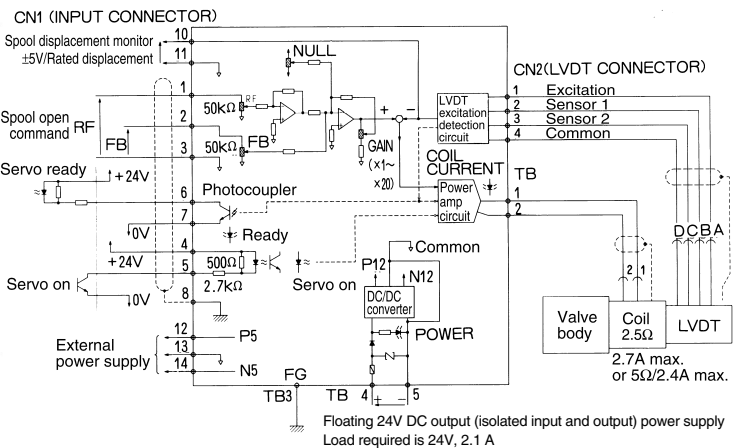 CN1 (INPUT CONNECTOR)
Spool displacement monitor
±5V/Rated displacement
10
11
1
Spool open
command
RF
FB
2
3
50kΩ
50kΩ
R.F
FB
NULL
+
−
GAIN
(×1~
×20)
LVDT
excitation
detection
circuit
CN2(LVDT CONNECTOR)
1
Excitation
2
Sensor 1
3
Sensor 2
4
Common
COIL
CURRENT
TB
Power
amp
circuit
1
2
Servo ready
+24V
6
7
0V
Photocoupler
Ready
4
+24V
5
Servo on
0V
8
500Ω
2.7kΩ
Servo on
P12
Common
N12
DC/DC
converter
POWER
External
power supply
12
13
14
P5
N5
FG
TB3
TB
4
5
+
−
D C B A
2 1
Valve
body
Coil
2.5Ω
LVDT
2.7A max.
or 5Ω/2.4A max.
Floating 24V DC output (isolated input and output) power supply
Load required is 24V, 2.1 A